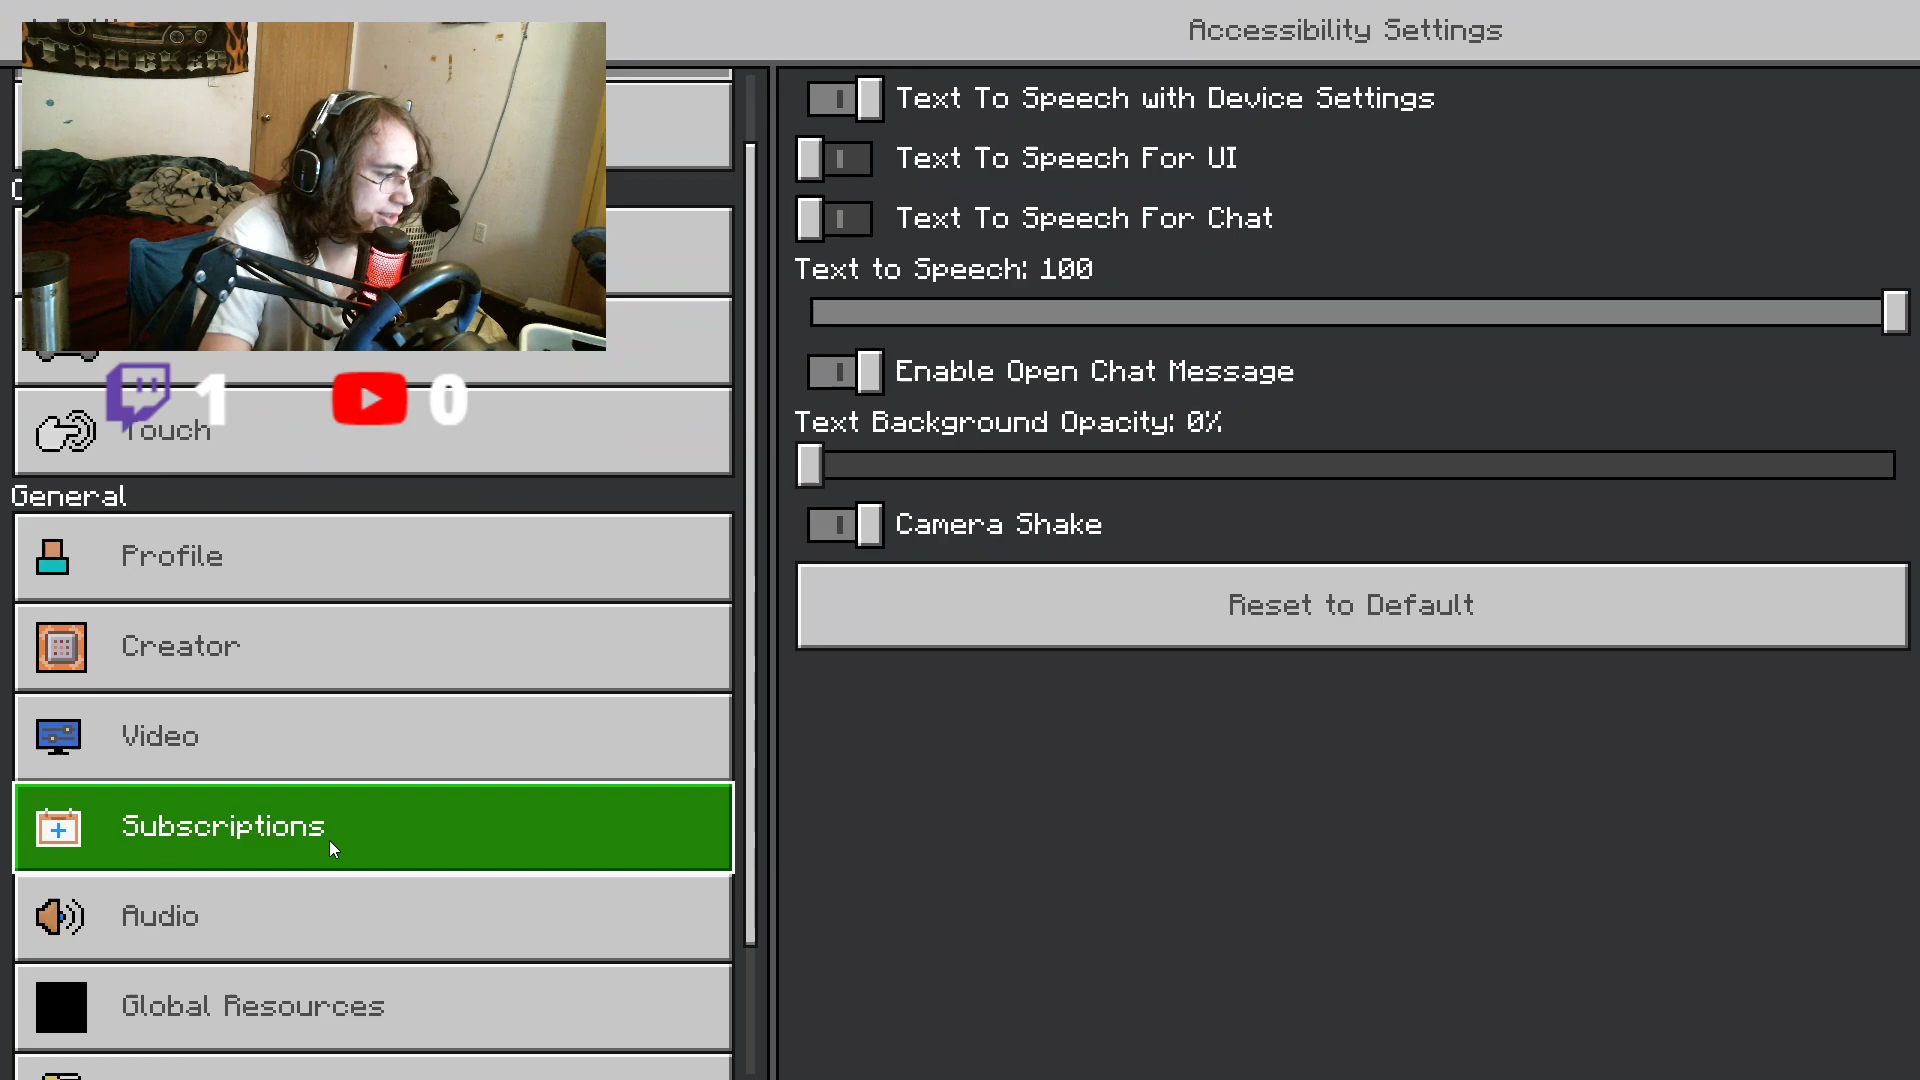 Accessibility Settings
Text To Speech with Device Settings
Text To Speech For UI
Text To Speech For Chat
Text to Speech: 100
Enable Open Chat Message
Text Background Opacity: 0%
Camera Shake
Reset to Default
1
0
Touch
General
Profile
Creator
Video
Subscriptions
Audio
Global Resources